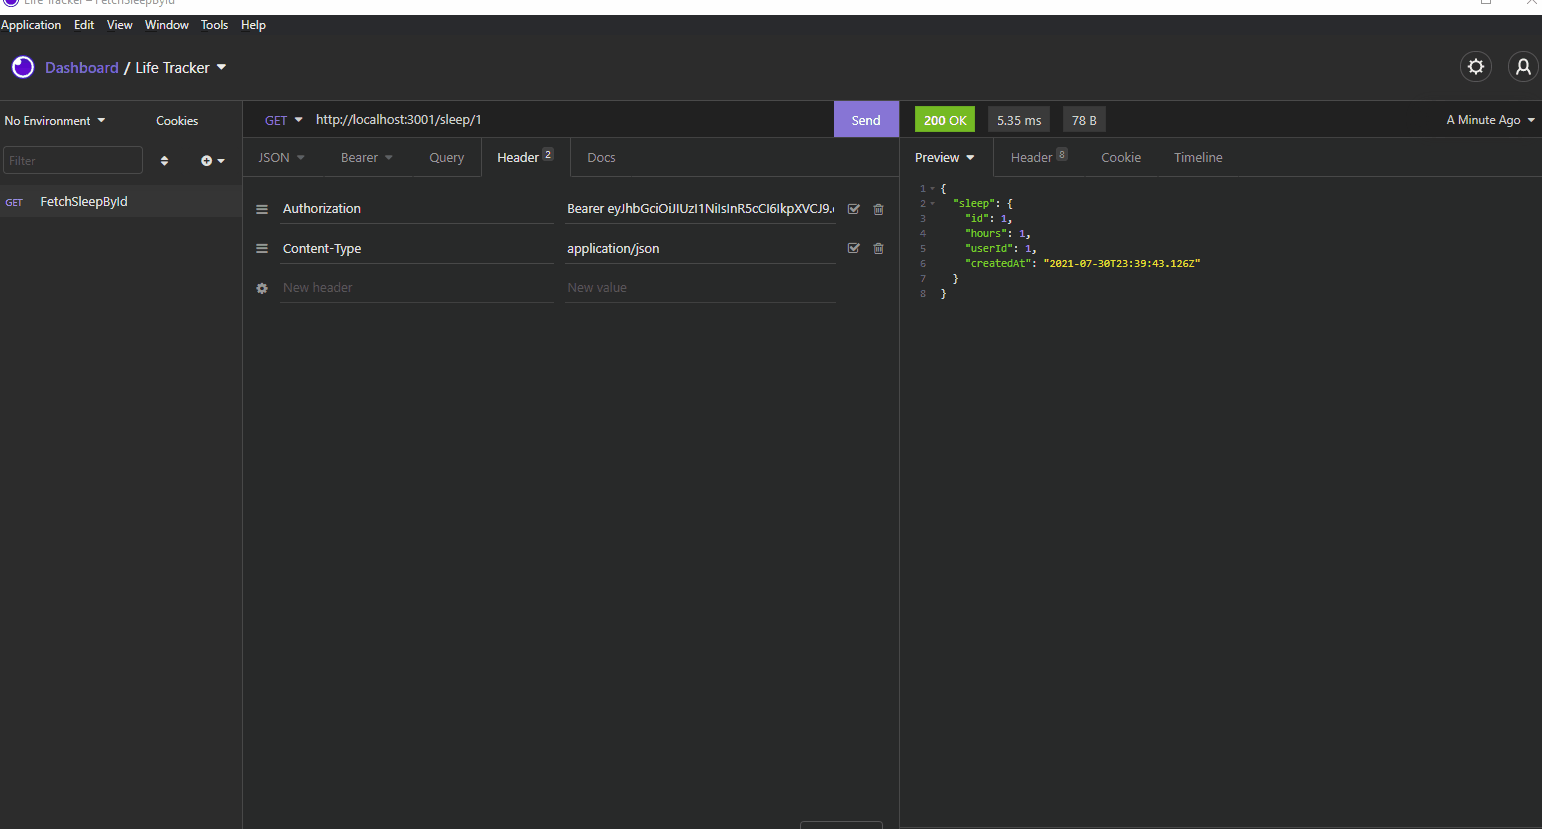 Life Tracker – FetchSleepById
Application Edit View Window Tools Help
Dashboard / Life Tracker
No Environment Cookies
GET http://localhost:3001/sleep/1 Send
200 OK 5.35 ms 78 B A Minute Ago
Filter
JSON Bearer Query Header 2 Docs
Preview Header 8 Cookie Timeline
GET FetchSleepById
Authorization Bearer eyJhbGciOiJIUzI1NiIsInR5cCI6IkpXVCJ9.
Content-Type application/json
New header New value
1 {
2 "sleep": {
3 "id": 1,
4 "hours": 1,
5 "userId": 1,
6 "createdAt": "2021-07-30T23:39:43.126Z"
7 }
8 }